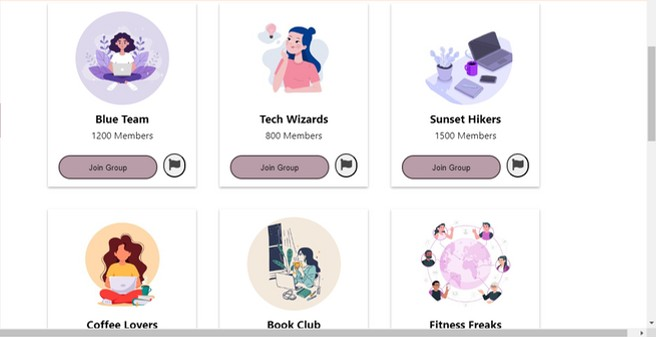 Blue Team
1200 Members
Join Group
Tech Wizards
800 Members
Join Group
Sunset Hikers
1500 Members
Join Group
Coffee Lovers
Book Club
Fitness Freaks